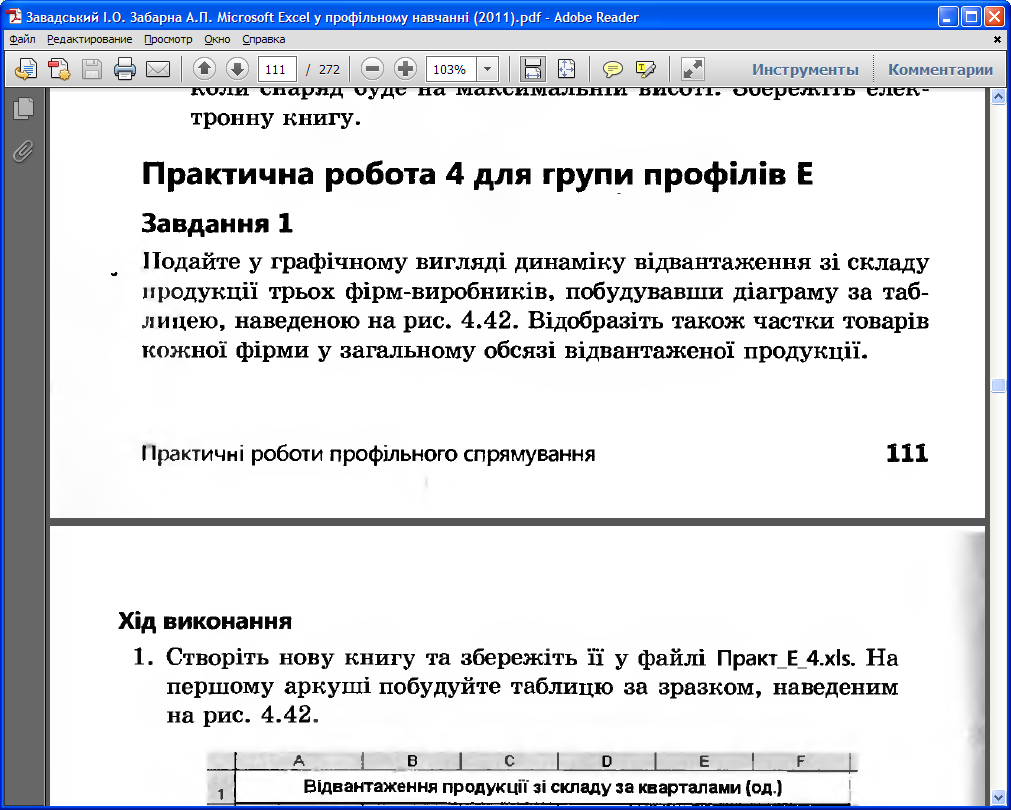 Завадський І.О. Забарна А.П. Microsoft Excel у профільному навчанні (2011).pdf - Adobe Reader
Файл Редактирование Просмотр Окно Справка
111 / 272 103% Инструменты Комментарии
коли снаряд буде на максимальній висоті. Збережіть елек-
тронну книгу.
Практична робота 4 для групи профілів Е
Завдання 1
Подайте у графічному вигляді динаміку відвантаження зі складу
продукції трьох фірм-виробників, побудувавши діаграму за таб-
лицею, наведеною на рис. 4.42. Відобразіть також частки товарів
кожної фірми у загальному обсязі відвантаженої продукції.
Практичні роботи профільного спрямування 111
Хід виконання
1. Створіть нову книгу та збережіть її у файлі Практ_Е_4.xls. На
першому аркуші побудуйте таблицю за зразком, наведеним
на рис. 4.42.
A B C D E F
1 Відвантаження продукції зі складу за кварталами (од.)